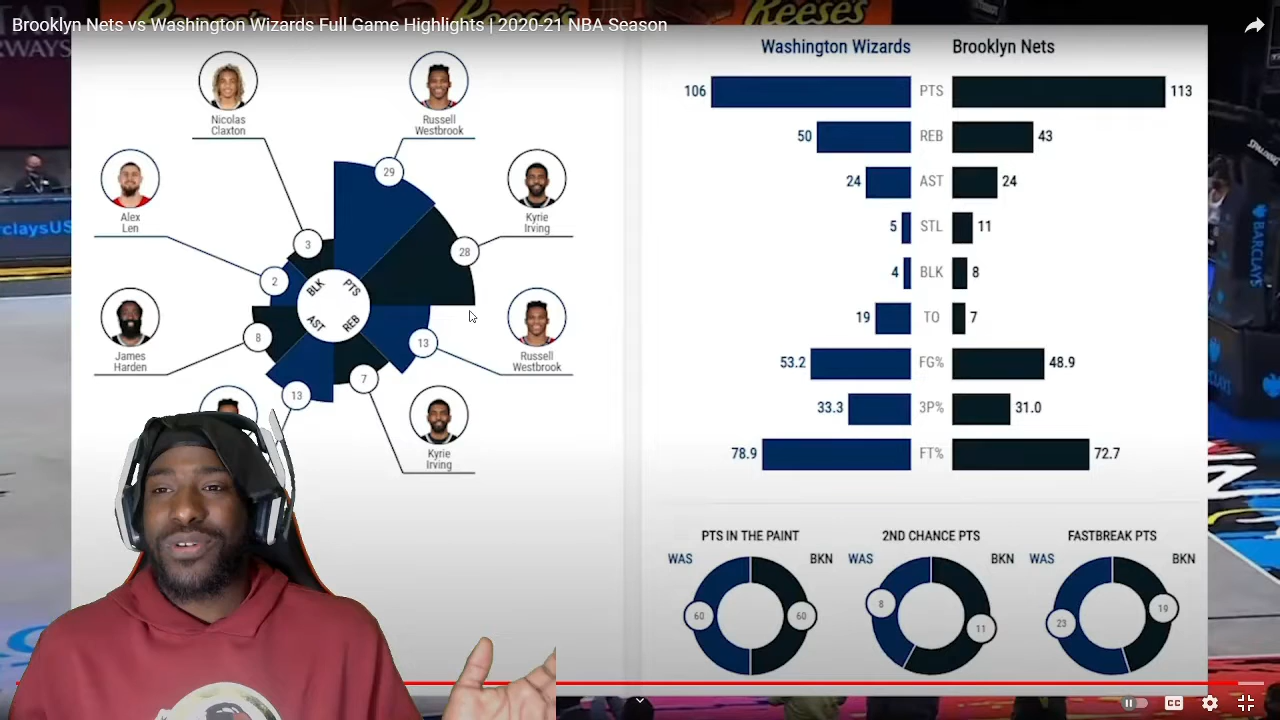 Brooklyn Nets vs Washington Wizards Full Game Highlights | 2020-21 NBA Season
Reese's
Washington Wizards
Brooklyn Nets
Nicolas
Claxton
Russell
Westbrook
29
Alex
Len
Kyrie
Irving
28
3
2
BLK
PTS
AST
REB
James
Harden
8
Russell
Westbrook
13
7
13
Kyrie
Irving
106 PTS 113
50 REB 43
24 AST 24
5 STL 11
4 BLK 8
19 TO 7
53.2 FG% 48.9
33.3 3P% 31.0
78.9 FT% 72.7
PTS IN THE PAINT
WAS
BKN
60
60
2ND CHANCE PTS
WAS
BKN
8
11
FASTBREAK PTS
WAS
BKN
23
19
BARCLAYS
CC